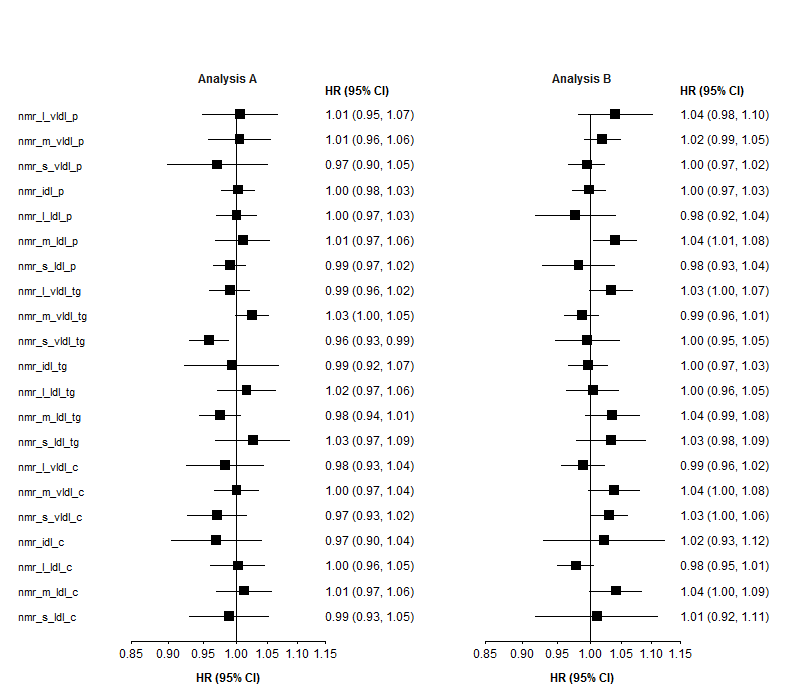 Analysis A Analysis B
HR (95% CI) HR (95% CI)
nmr_l_vldl_p 1.01 (0.95, 1.07) 1.04 (0.98, 1.10)
nmr_m_vldl_p 1.01 (0.96, 1.06) 1.02 (0.99, 1.05)
nmr_s_vldl_p 0.97 (0.90, 1.05) 1.00 (0.97, 1.02)
nmr_idl_p 1.00 (0.98, 1.03) 1.00 (0.97, 1.03)
nmr_l_ldl_p 1.00 (0.97, 1.03) 0.98 (0.92, 1.04)
nmr_m_ldl_p 1.01 (0.97, 1.06) 1.04 (1.01, 1.08)
nmr_s_ldl_p 0.99 (0.97, 1.02) 0.98 (0.93, 1.04)
nmr_l_vldl_tg 0.99 (0.96, 1.02) 1.03 (1.00, 1.07)
nmr_m_vldl_tg 1.03 (1.00, 1.05) 0.99 (0.96, 1.01)
nmr_s_vldl_tg 0.96 (0.93, 0.99) 1.00 (0.95, 1.05)
nmr_idl_tg 0.99 (0.92, 1.07) 1.00 (0.97, 1.03)
nmr_l_ldl_tg 1.02 (0.97, 1.06) 1.00 (0.96, 1.05)
nmr_m_ldl_tg 0.98 (0.94, 1.01) 1.04 (0.99, 1.08)
nmr_s_ldl_tg 1.03 (0.97, 1.09) 1.03 (0.98, 1.09)
nmr_l_vldl_c 0.98 (0.93, 1.04) 0.99 (0.96, 1.02)
nmr_m_vldl_c 1.00 (0.97, 1.04) 1.04 (1.00, 1.08)
nmr_s_vldl_c 0.97 (0.93, 1.02) 1.03 (1.00, 1.06)
nmr_idl_c 0.97 (0.90, 1.04) 1.02 (0.93, 1.12)
nmr_l_ldl_c 1.00 (0.96, 1.05) 0.98 (0.95, 1.01)
nmr_m_ldl_c 1.01 (0.97, 1.06) 1.04 (1.00, 1.09)
nmr_s_ldl_c 0.99 (0.93, 1.05) 1.01 (0.92, 1.11)
0.85 0.90 0.95 1.00 1.05 1.10 1.15 0.85 0.90 0.95 1.00 1.05 1.10 1.15
HR (95% CI) HR (95% CI)